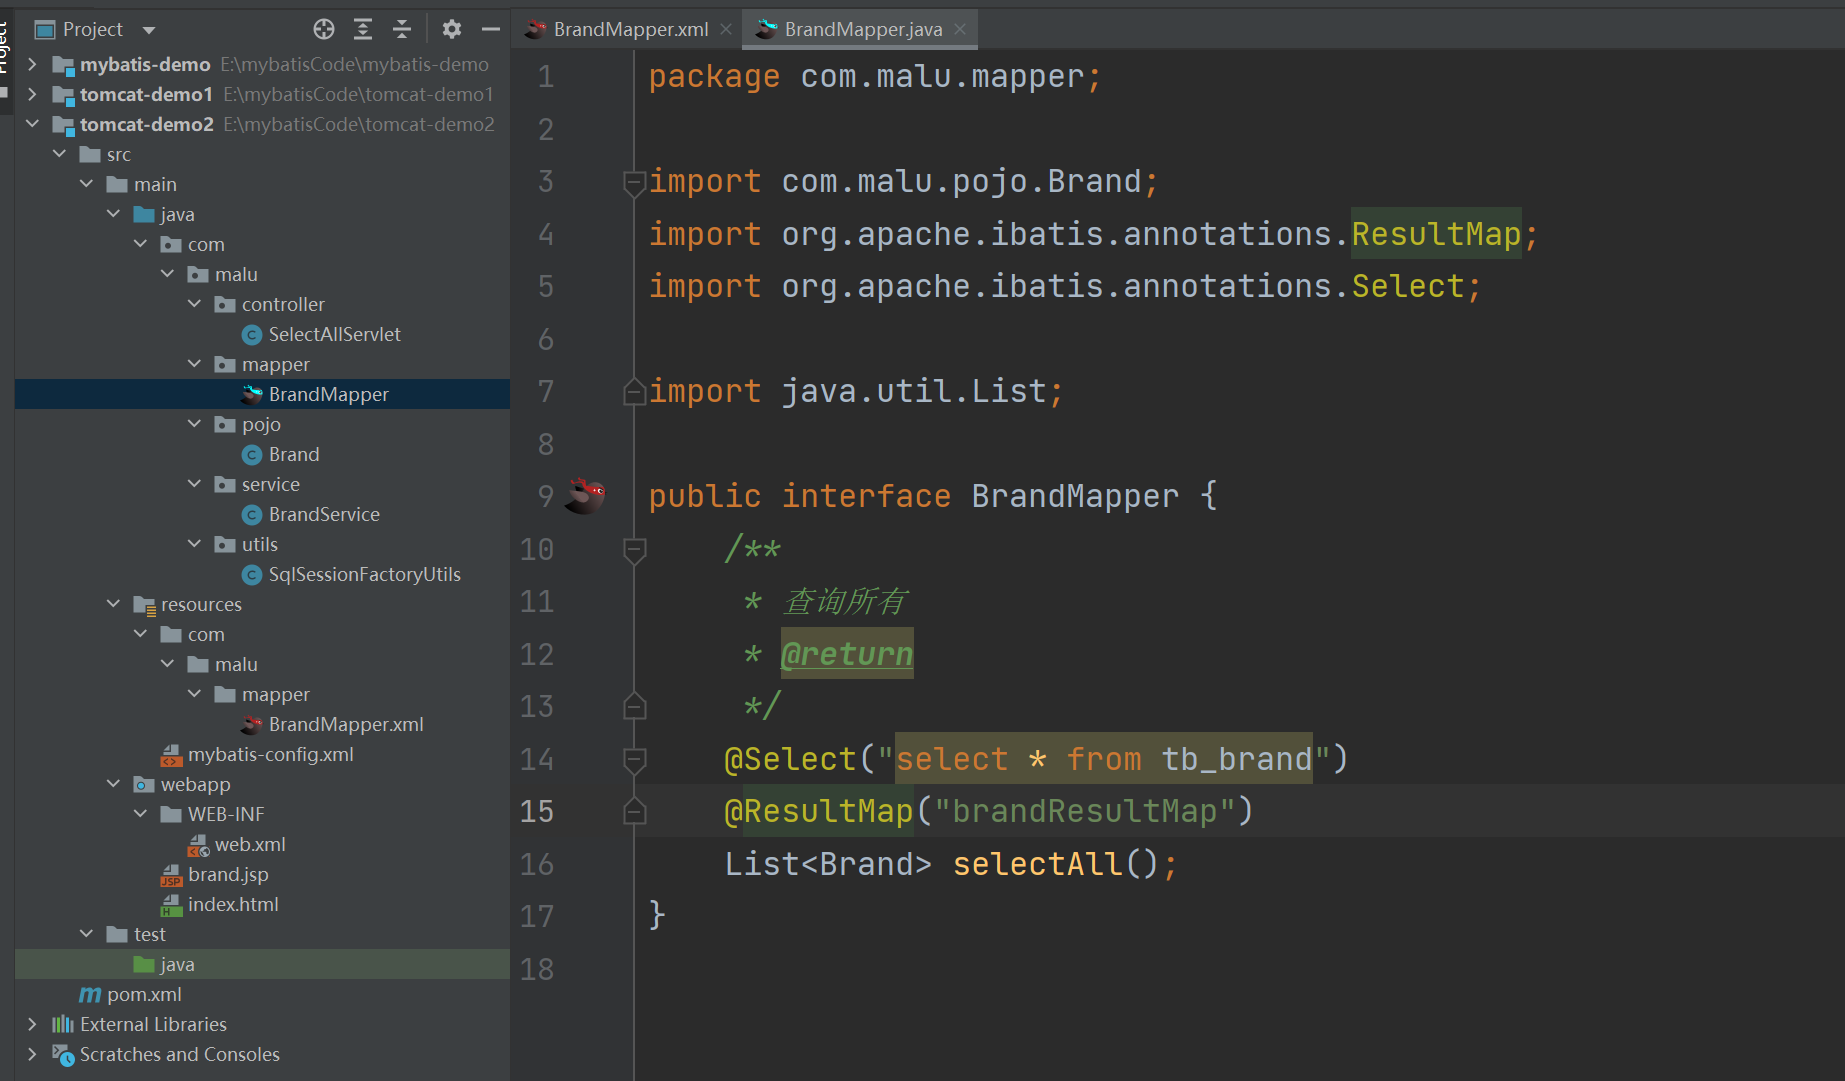 Project
Project
mybatis-demo E:\mybatisCode\mybatis-demo
tomcat-demo1 E:\mybatisCode\tomcat-demo1
tomcat-demo2 E:\mybatisCode\tomcat-demo2
src
main
java
com
malu
controller
SelectAllServlet
mapper
BrandMapper
pojo
Brand
service
BrandService
utils
SqlSessionFactoryUtils
resources
com
malu
mapper
BrandMapper.xml
mybatis-config.xml
webapp
WEB-INF
web.xml
brand.jsp
index.html
test
java
pom.xml
External Libraries
Scratches and Consoles
BrandMapper.xml BrandMapper.java
1 package com.malu.mapper;
2
3 import com.malu.pojo.Brand;
4 import org.apache.ibatis.annotations.ResultMap;
5 import org.apache.ibatis.annotations.Select;
6
7 import java.util.List;
8
9 public interface BrandMapper {
10 /**
11 * 查询所有
12 * @return
13 */
14 @Select("select * from tb_brand")
15 @ResultMap("brandResultMap")
16 List<Brand> selectAll();
17 }
18